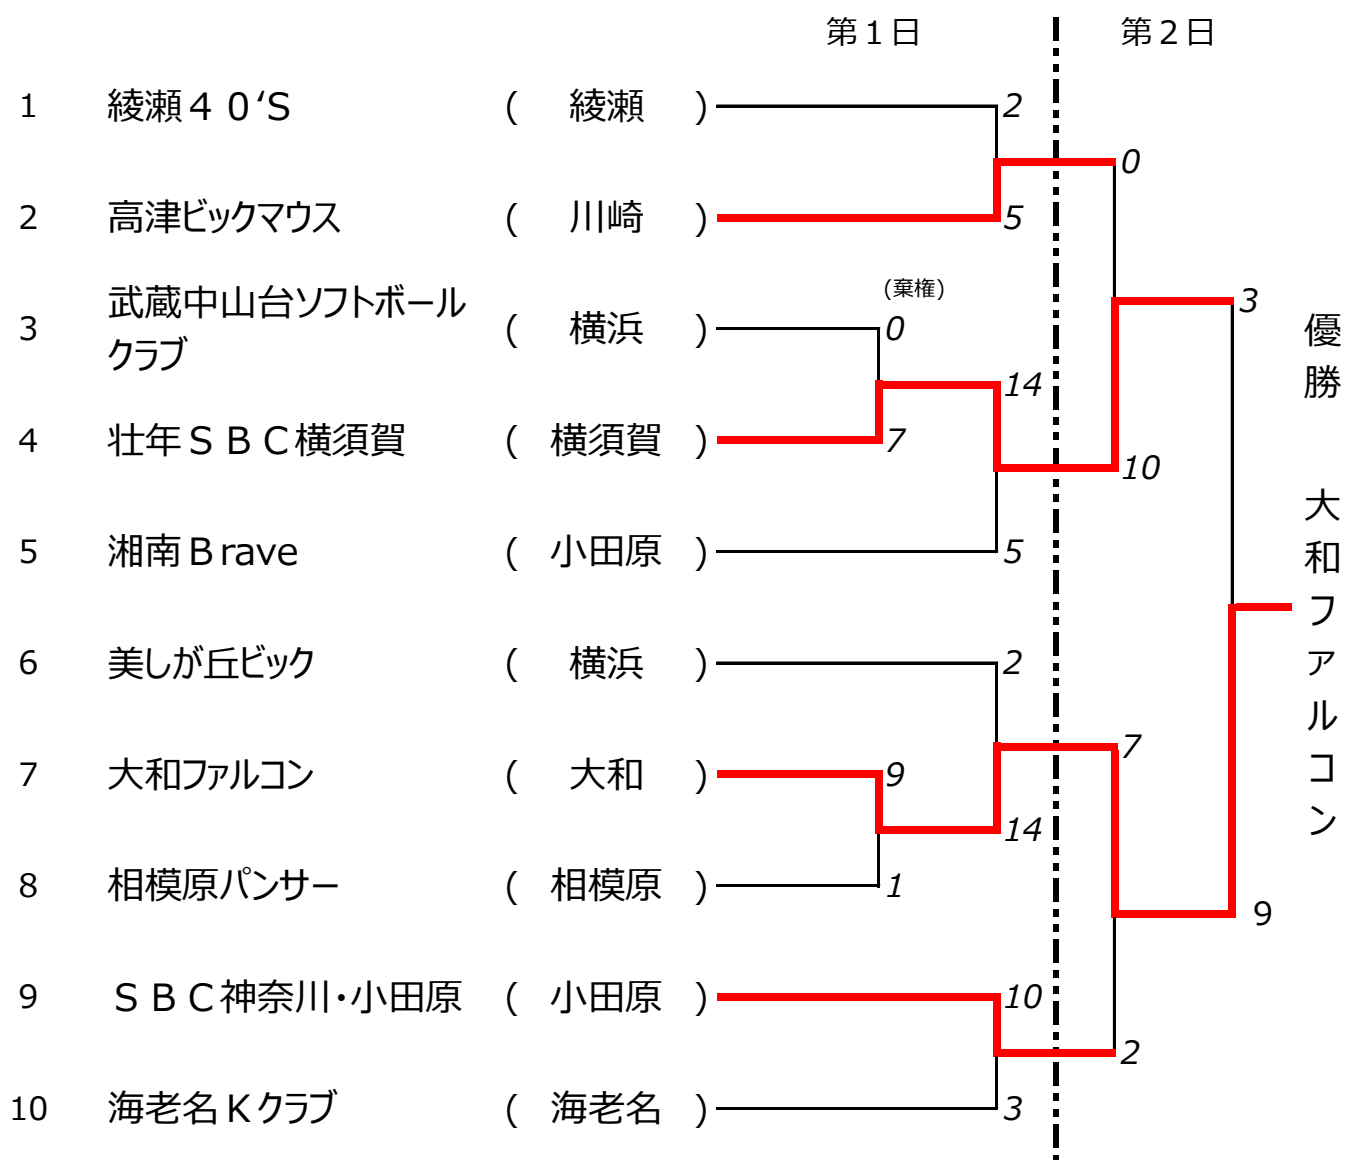 第１日 第２日
1 綾瀬４０‘S ( 綾瀬 ) 2
0
2 高津ビックマウス ( 川崎 ) 5
(棄権)
3 武蔵中山台ソフトボール
クラブ ( 横浜 ) 0
3
14
4 壮年ＳＢＣ横須賀 ( 横須賀 ) 7
10
5 湘南Ｂrave ( 小田原 ) 5
6 美しが丘ビック ( 横浜 ) 2
7
7 大和ファルコン ( 大和 ) 9
14
8 相模原パンサー ( 相模原 ) 1
9
9 ＳＢＣ神奈川・小田原 ( 小田原 ) 10
2
10 海老名Ｋクラブ ( 海老名 ) 3
優勝 大和ファルコン